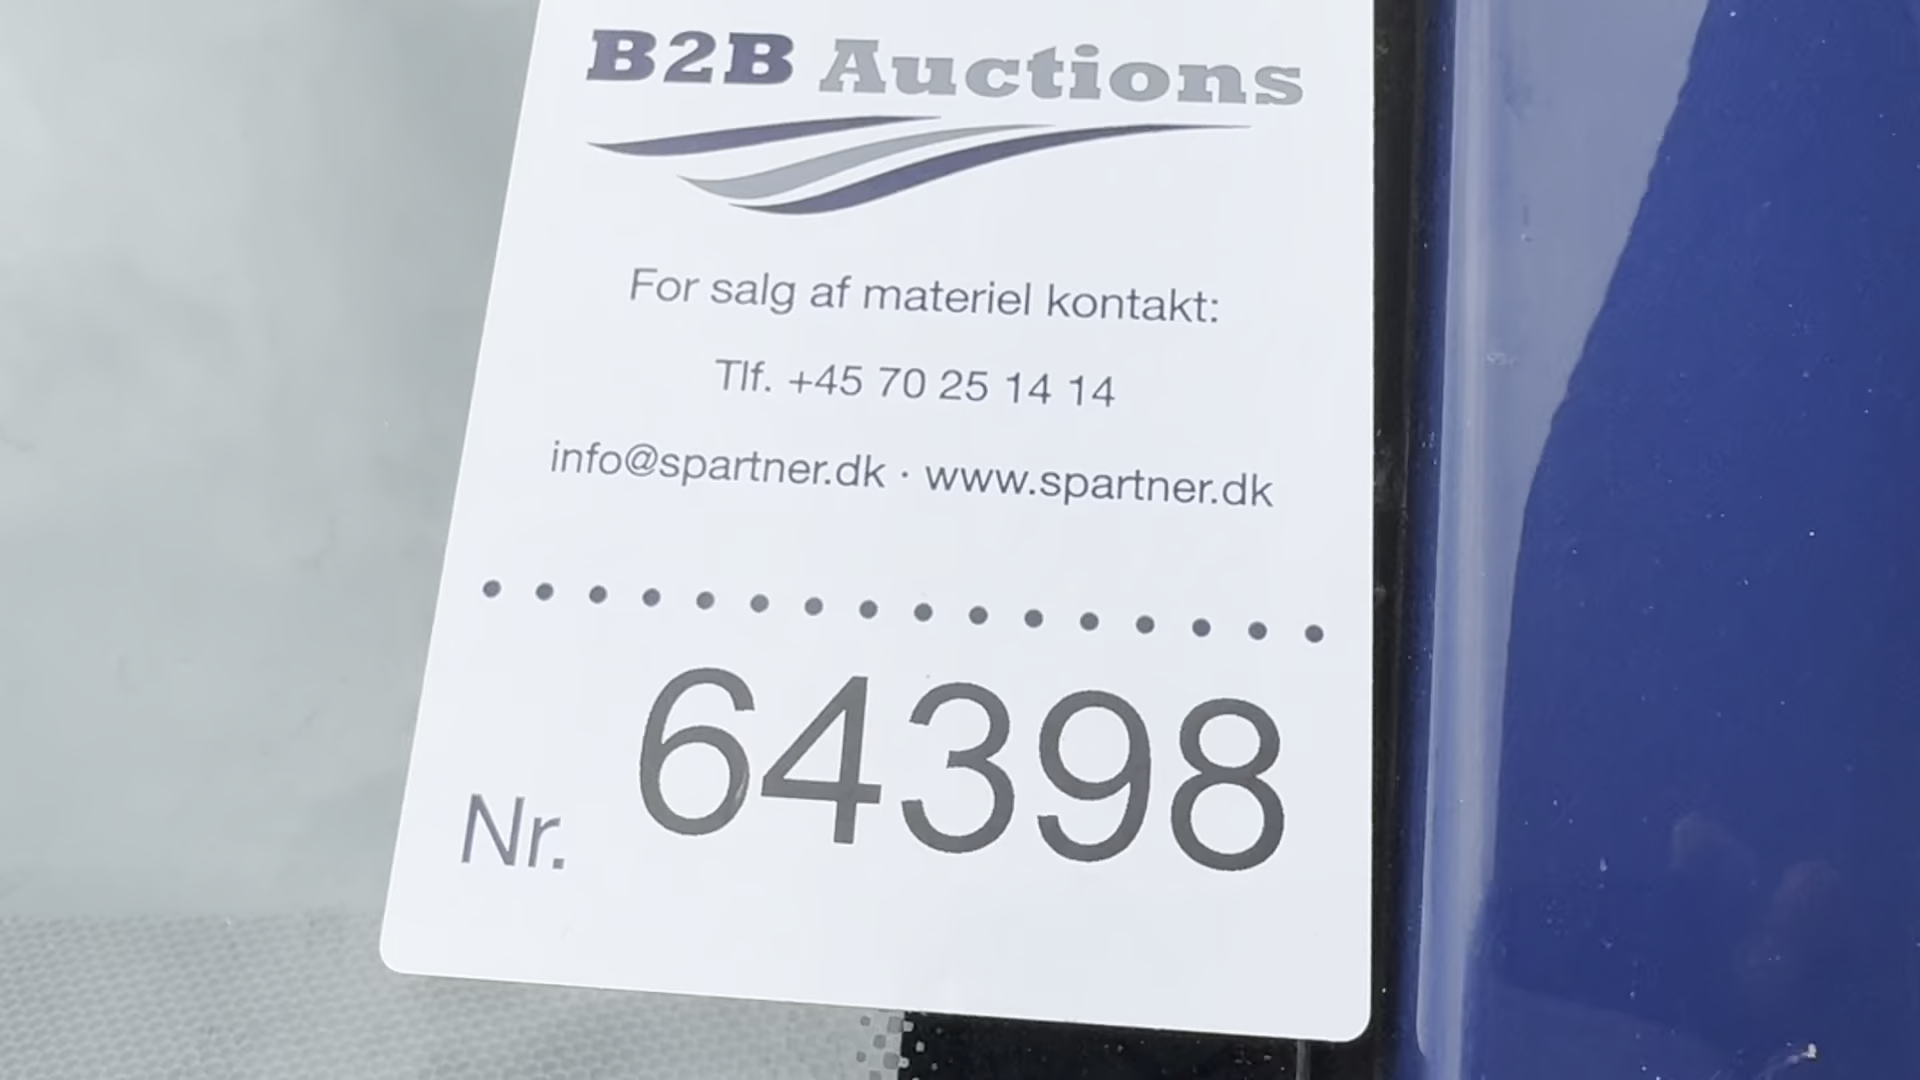 B2B Auctions
For salg af materiel kontakt:
Tlf. +45 70 25 14 14
info@spartner.dk · www.spartner.dk
Nr. 64398